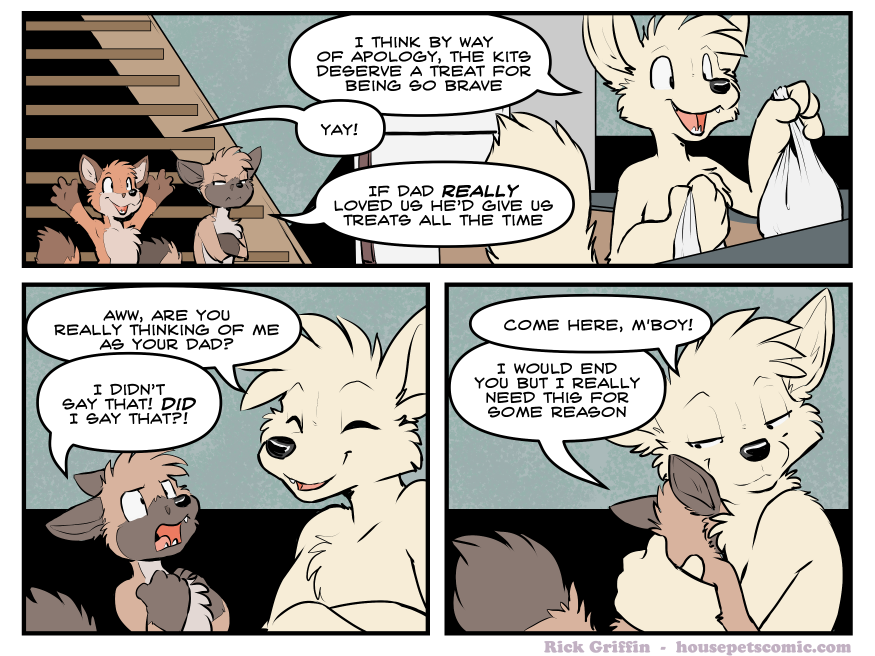 I THINK BY WAY
OF APOLOGY, THE KITS
DESERVE A TREAT FOR
BEING SO BRAVE
YAY!
IF DAD REALLY
LOVED US HE'D GIVE US
TREATS ALL THE TIME
AWW, ARE YOU
REALLY THINKING OF ME
AS YOUR DAD?
I DIDN'T
SAY THAT! DID
I SAY THAT?!
COME HERE, M'BOY!
I WOULD END
YOU BUT I REALLY
NEED THIS FOR
SOME REASON
Rick Griffin - housepetscomic.com